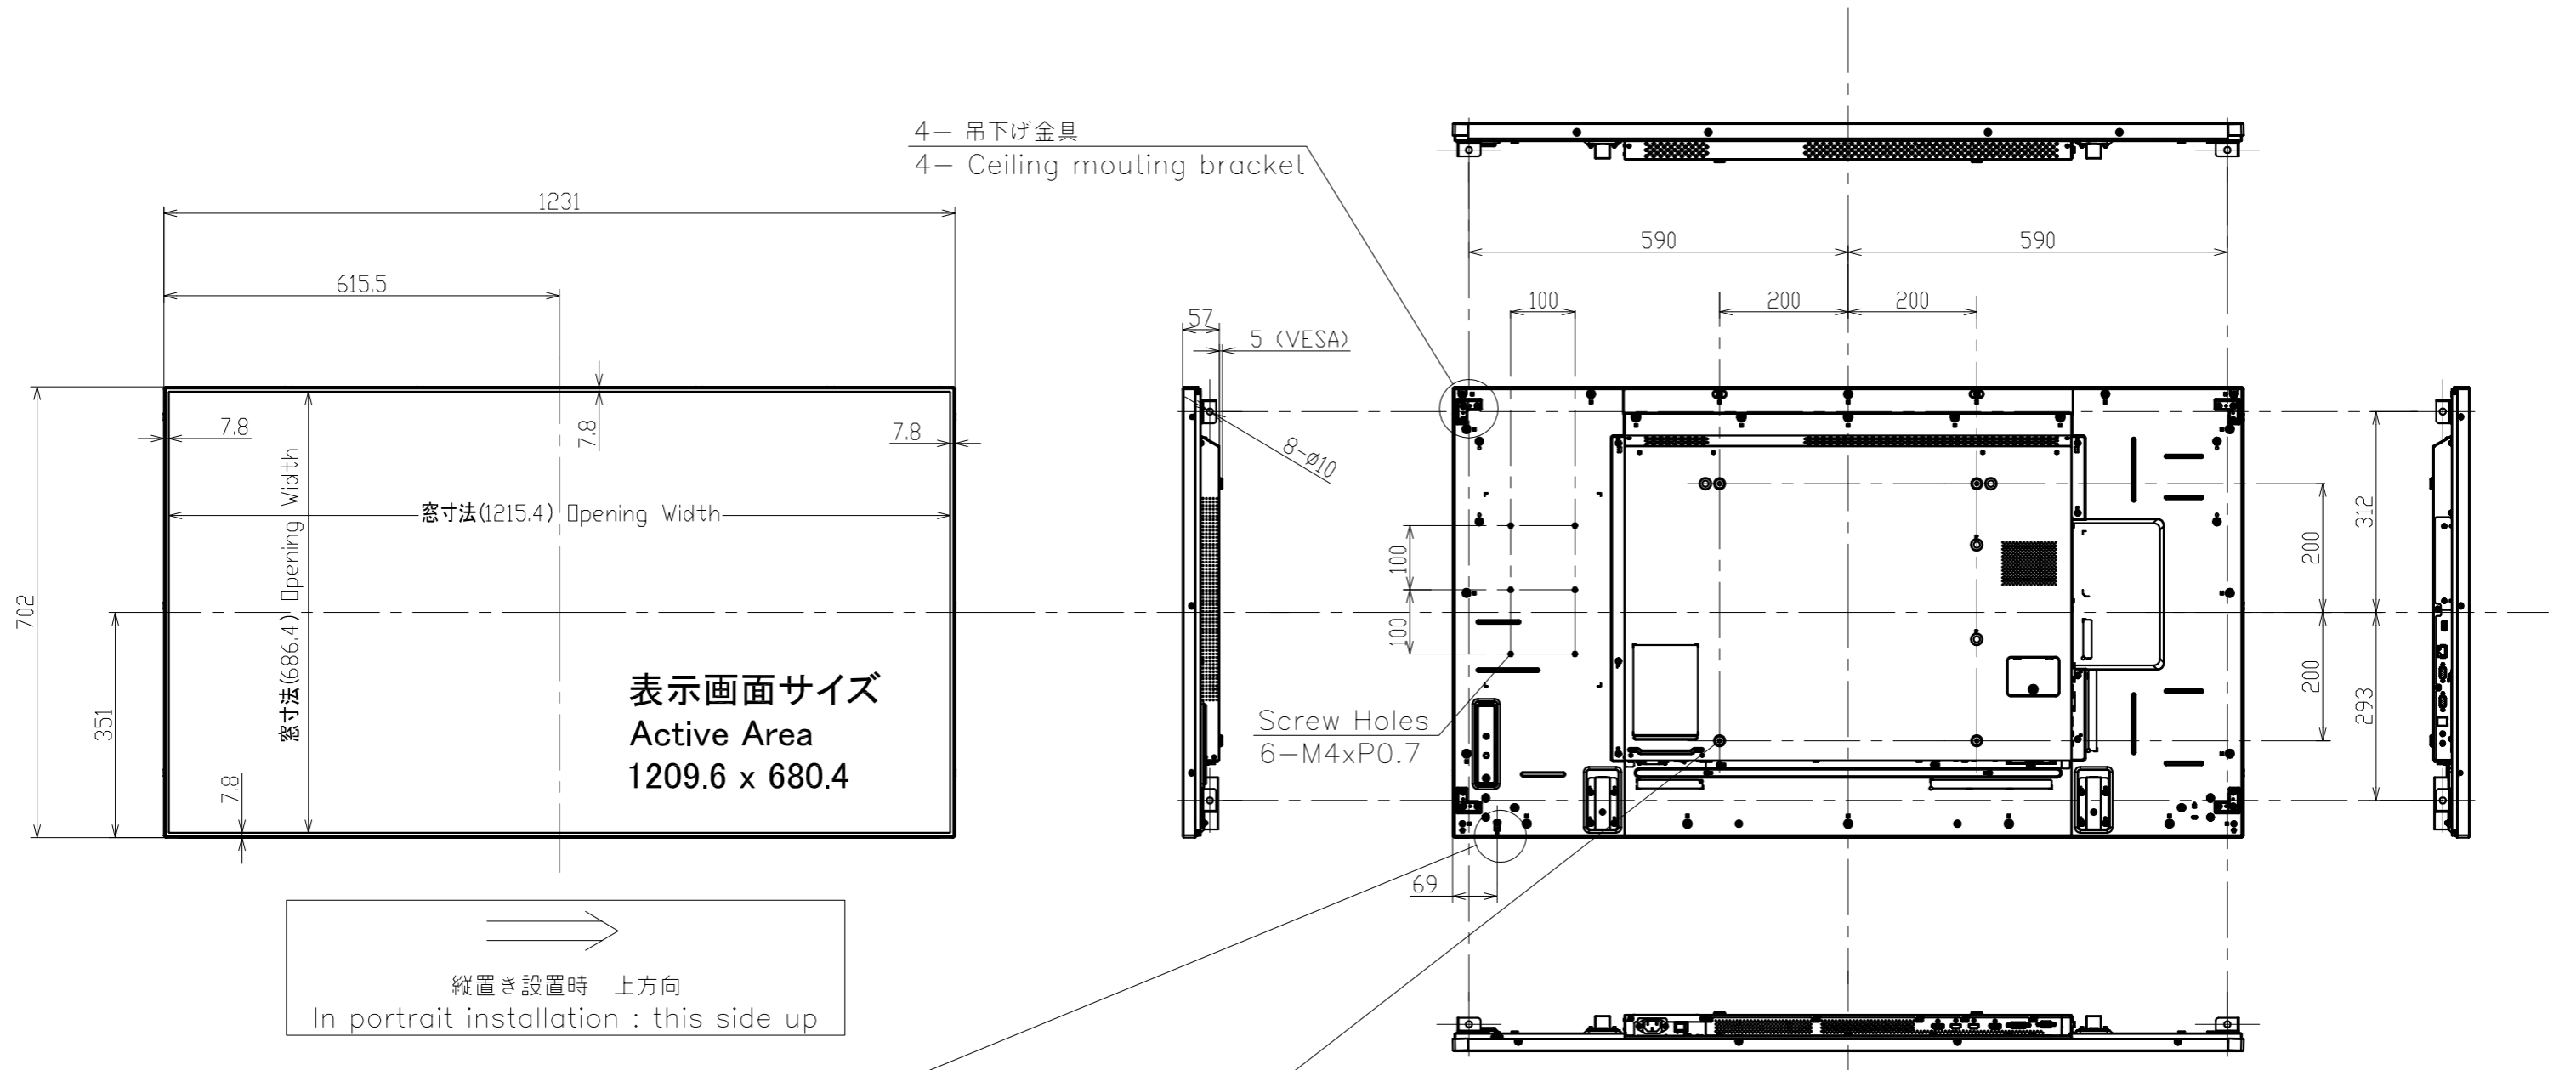 4- 吊下げ金具
4- Ceiling mouting bracket
1231
615.5
590
590
57
5 (VESA)
100
200
200
7.8
7.8
7.8
8-ø10
窓寸法(1215.4) Opening Width
窓寸法(686.4) Opening Width
702
351
7.8
表示画面サイズ
Active Area
1209.6 x 680.4
100
100
312
200
200
293
Screw Holes
6-M4xP0.7
69
縦置き設置時 上方向
In portrait installation : this side up